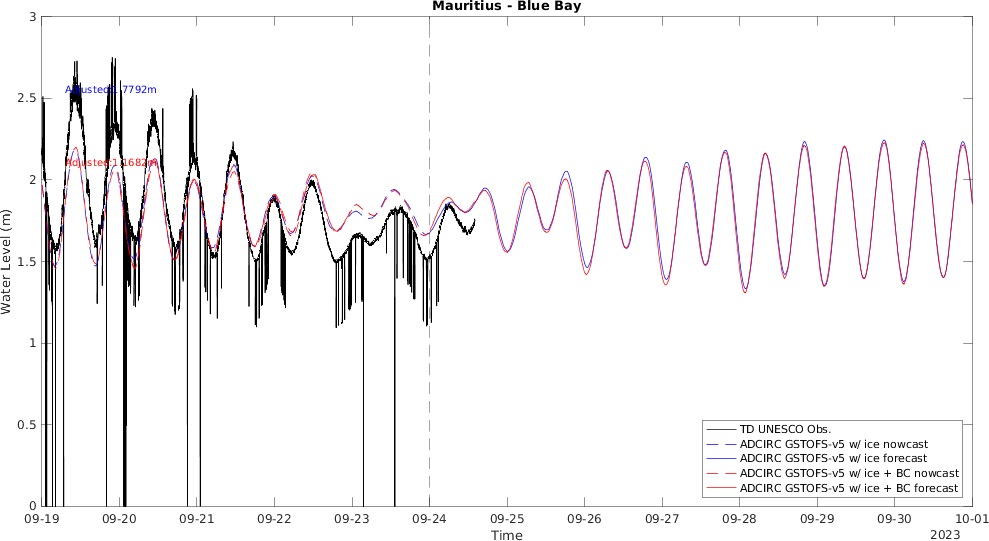 Mauritius - Blue Bay
Water Level (m)
3
2.5
2
1.5
1
0.5
0
Adjusted:1.7792m
Adjusted:1.1682m
TD UNESCO Obs.
ADCIRC GSTOFS-v5 w/ ice nowcast
ADCIRC GSTOFS-v5 w/ ice forecast
ADCIRC GSTOFS-v5 w/ ice + BC nowcast
ADCIRC GSTOFS-v5 w/ ice + BC forecast
09-19 09-20 09-21 09-22 09-23 09-24 09-25 09-26 09-27 09-28 09-29 09-30 10-01
Time
2023